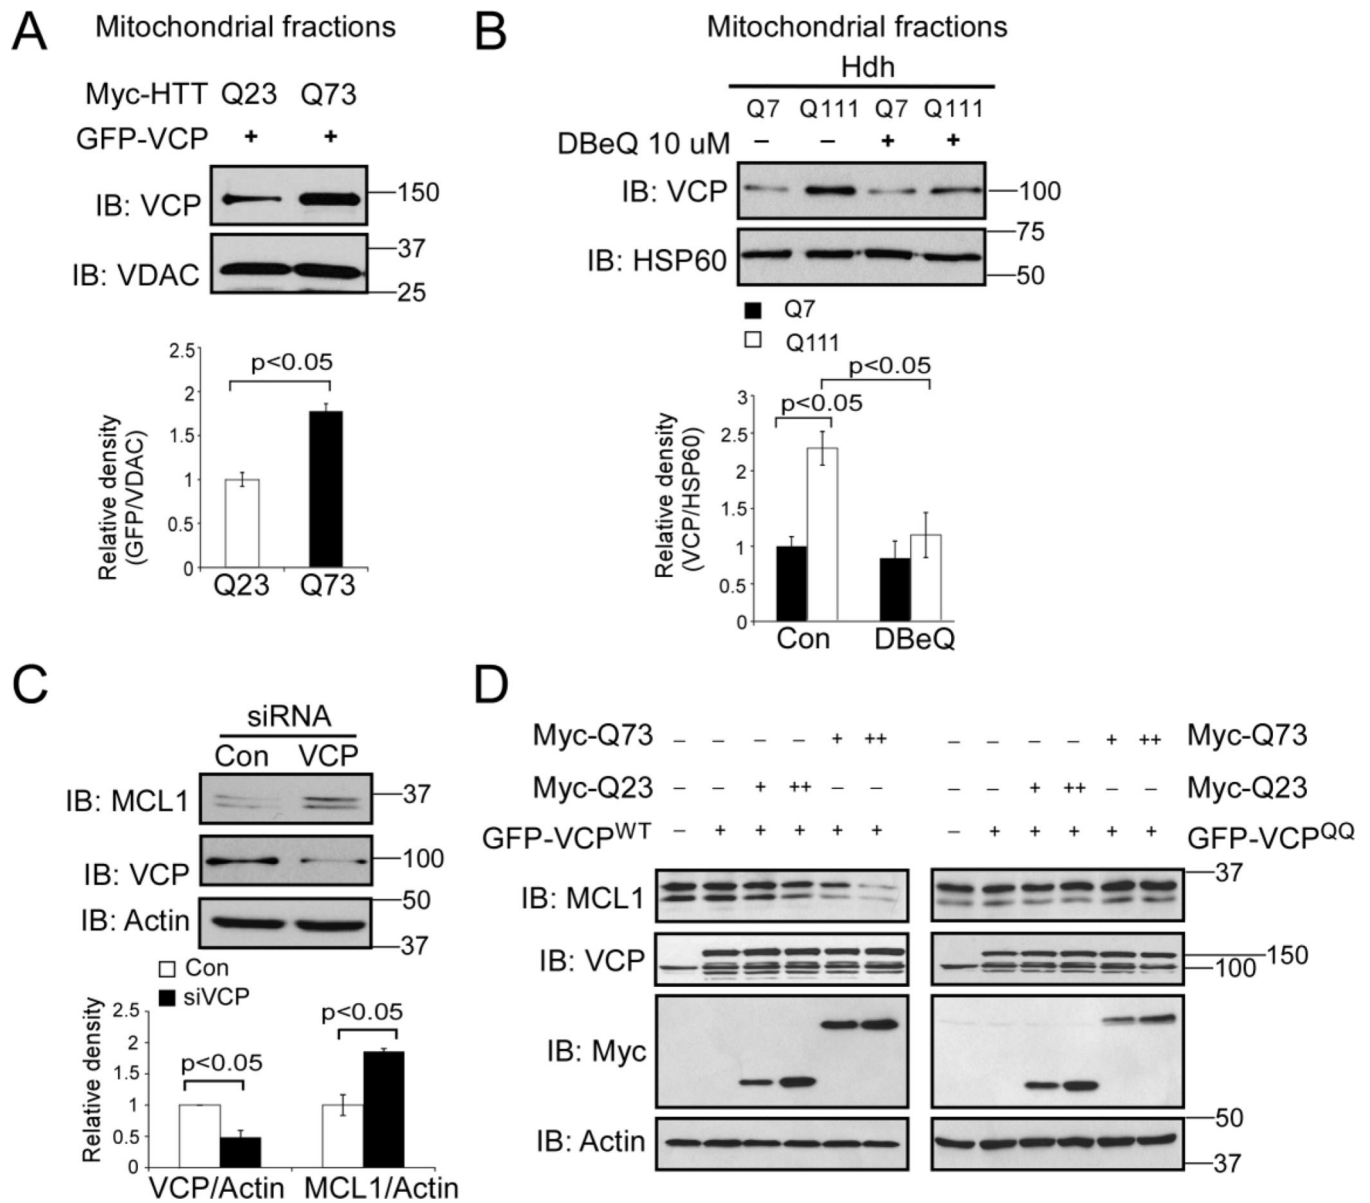 A
Mitochondrial fractions
Myc-HTT Q23 Q73
GFP-VCP + +
IB: VCP
150
IB: VDAC
37
25
2.5
2
1.5
1
0.5
0
Relative density
(GFP/VDAC)
p<0.05
Q23 Q73
B
Mitochondrial fractions
Hdh
Q7 Q111 Q7 Q111
DBeQ 10 uM – – + +
IB: VCP
100
IB: HSP60
75
50
Q7
Q111
p<0.05
p<0.05
3
2.5
2
1.5
1
0.5
0
Relative density
(VCP/HSP60)
Con DBeQ
C
siRNA
Con VCP
IB: MCL1
37
IB: VCP
100
IB: Actin
50
37
Con
siVCP
2.5
2
1.5
1
0.5
0
Relative density
p<0.05
p<0.05
VCP/Actin MCL1/Actin
D
Myc-Q73 – – – – + ++ – – – – + ++ Myc-Q73
Myc-Q23 – – + ++ – – – – + ++ – – Myc-Q23
GFP-VCPWT – + + + + + – + + + + + GFP-VCPQQ
IB: MCL1
37
IB: VCP
150
100
IB: Myc
IB: Actin
50
37